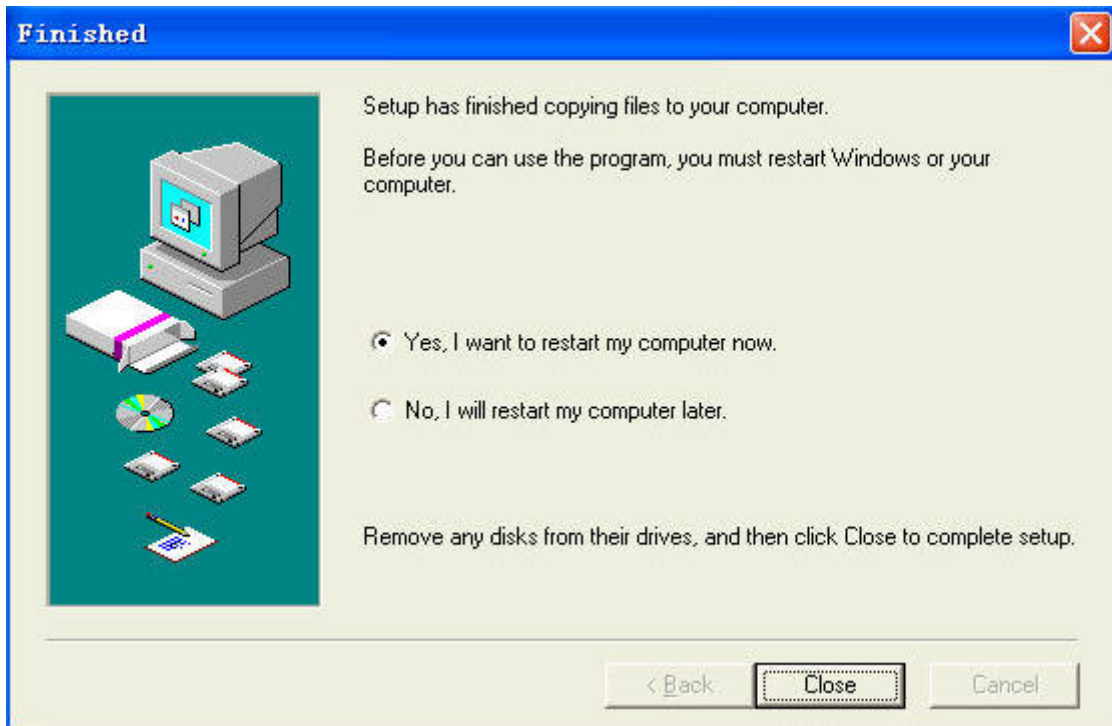 Finished
Setup has finished copying files to your computer.
Before you can use the program, you must restart Windows or your
computer.
Yes, I want to restart my computer now.
No, I will restart my computer later.
Remove any disks from their drives, and then click Close to complete setup.
< Back Close Cancel